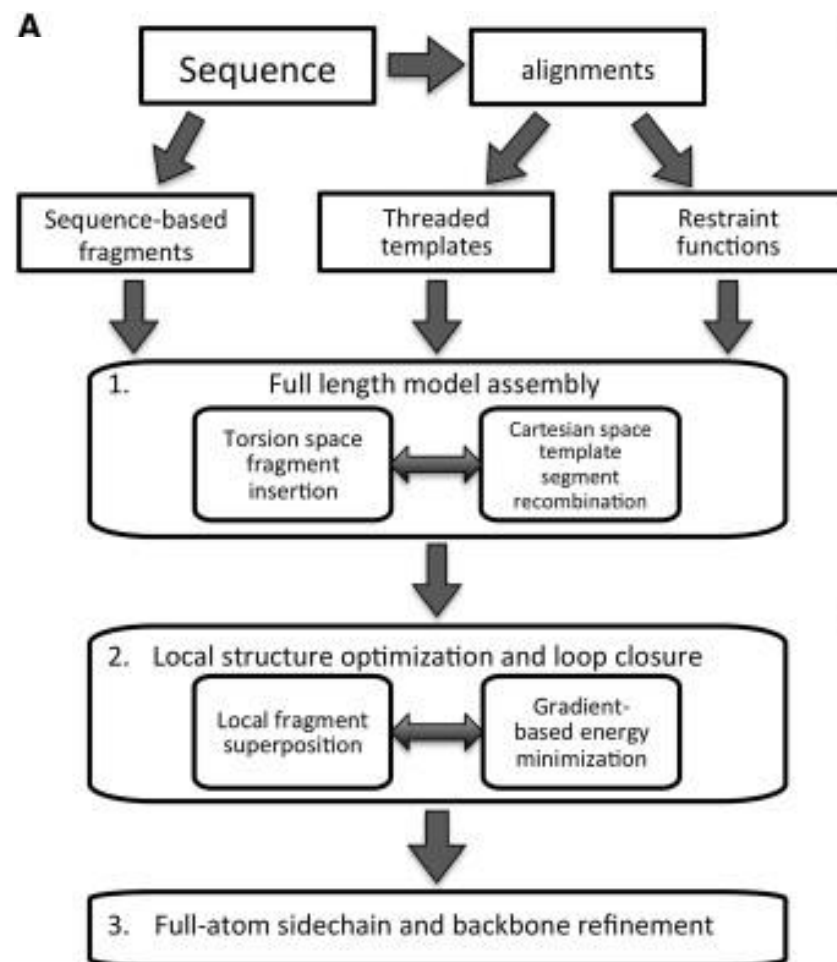 A
Sequence
alignments
Sequence-based
fragments
Threaded
templates
Restraint
functions
1. Full length model assembly
Torsion space
fragment
insertion
Cartesian space
template
segment
recombination
2. Local structure optimization and loop closure
Local fragment
superposition
Gradient-
based energy
minimization
3. Full-atom sidechain and backbone refinement